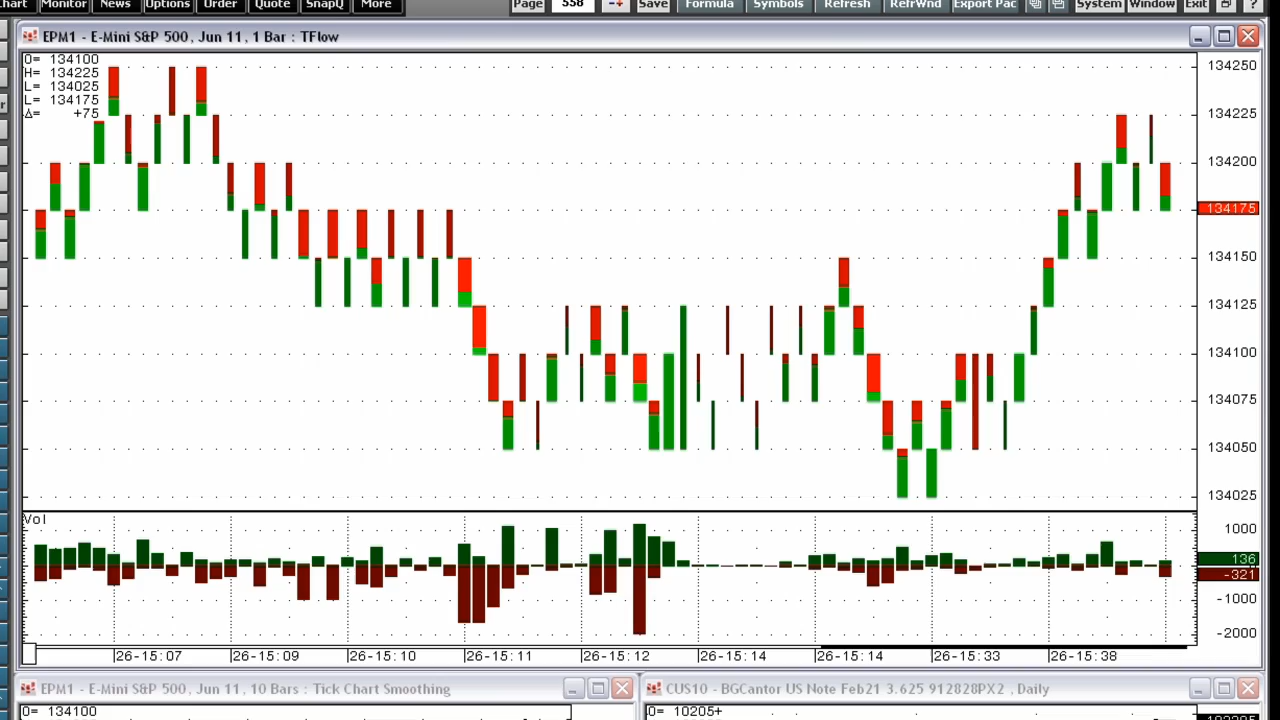 Chart Monitor News Options Order Quote SnapQ More Page 558 -+ Save Formula Symbols Refresh RefrWnd Export Pac System Window Exit ?
EPM1 - E-Mini S&P 500, Jun 11, 1 Bar : TFlow
O= 134100
H= 134225
L= 134025
L= 134175
Δ= +75
134250
134225
134200
134175
134150
134125
134100
134075
134050
134025
Vol
1000
136
-321
-1000
-2000
26-15:07 26-15:09 26-15:10 26-15:11 26-15:12 26-15:14 26-15:14 26-15:33 26-15:38
EPM1 - E-Mini S&P 500, Jun 11, 10 Bars : Tick Chart Smoothing
CUS10 - BGCantor US Note Feb21 3.625 912828PX2 , Daily
O= 134100
O= 10205+